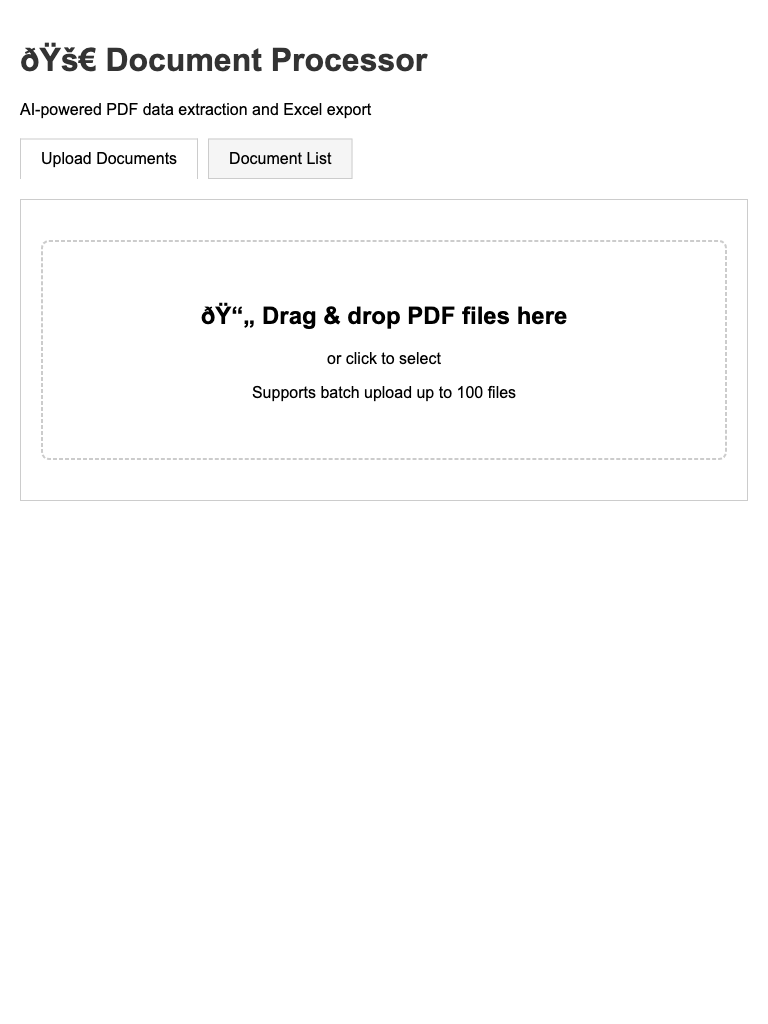 ðŸš€ Document Processor
AI-powered PDF data extraction and Excel export
Upload Documents
Document List
ðŸ“„ Drag & drop PDF files here
or click to select
Supports batch upload up to 100 files